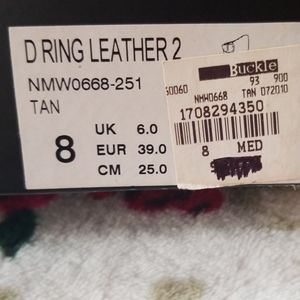 D RING LEATHER 2
NMW0668-251
TAN
8
UK 6.0
EUR 39.0
CM 25.0
Buckle
93 900
60060 NMW0668 TAN 072010
1708294350
8 MED